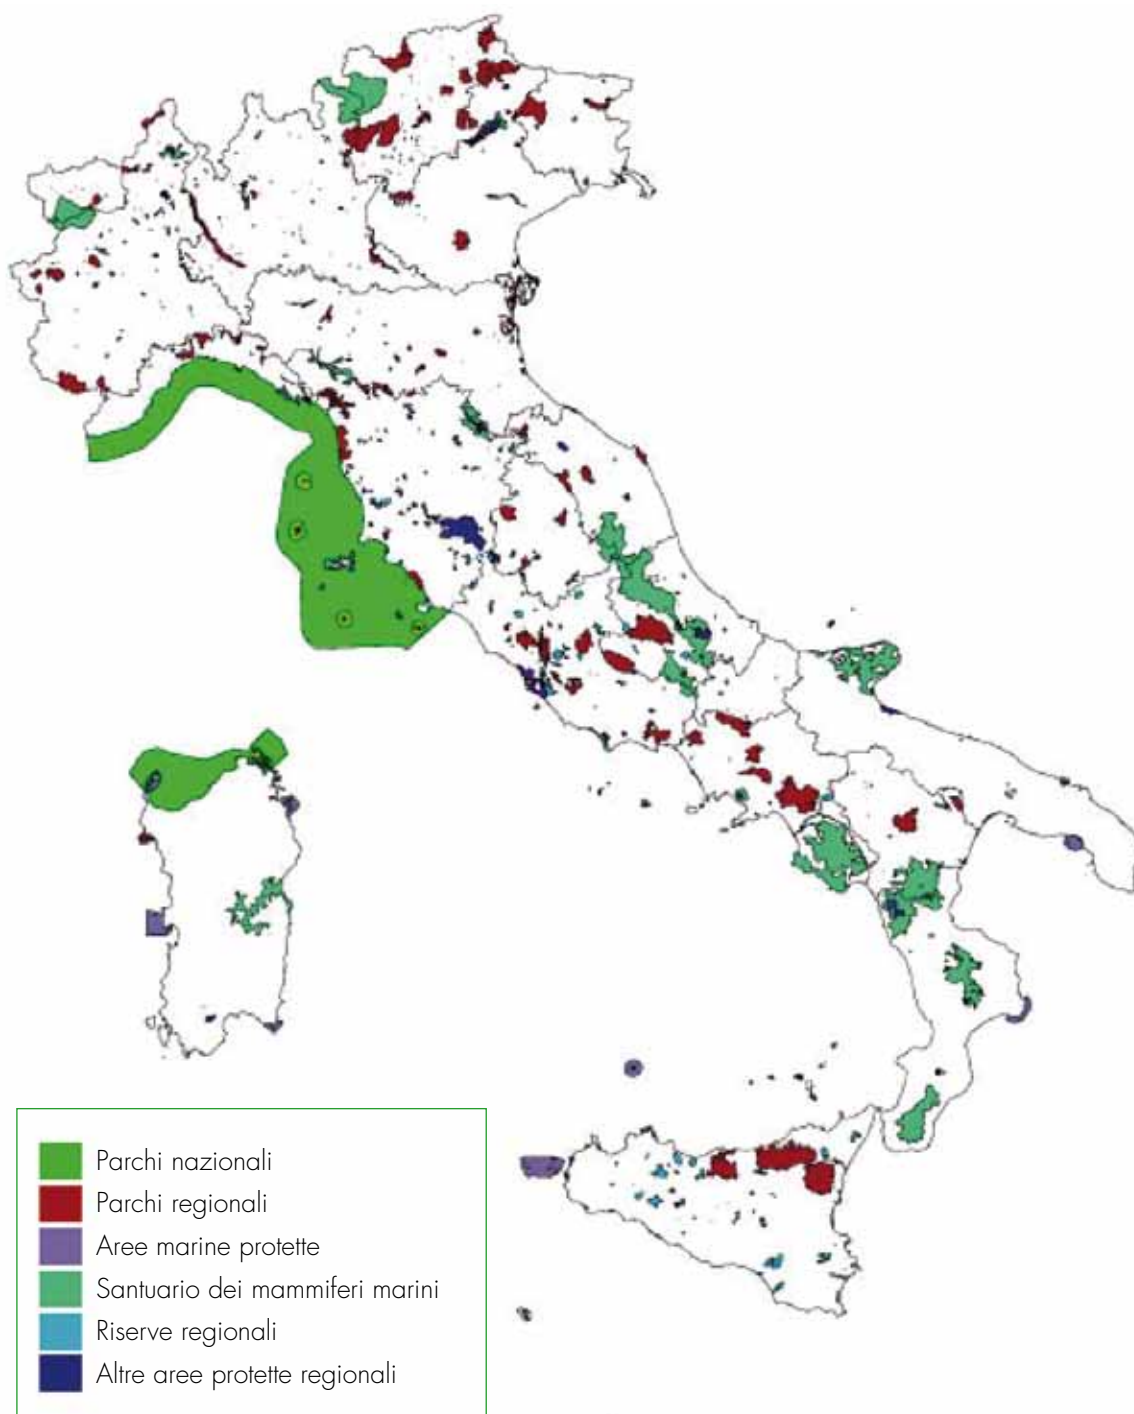 Parchi nazionali
Parchi regionali
Aree marine protette
Santuario dei mammiferi marini
Riserve regionali
Altre aree protette regionali